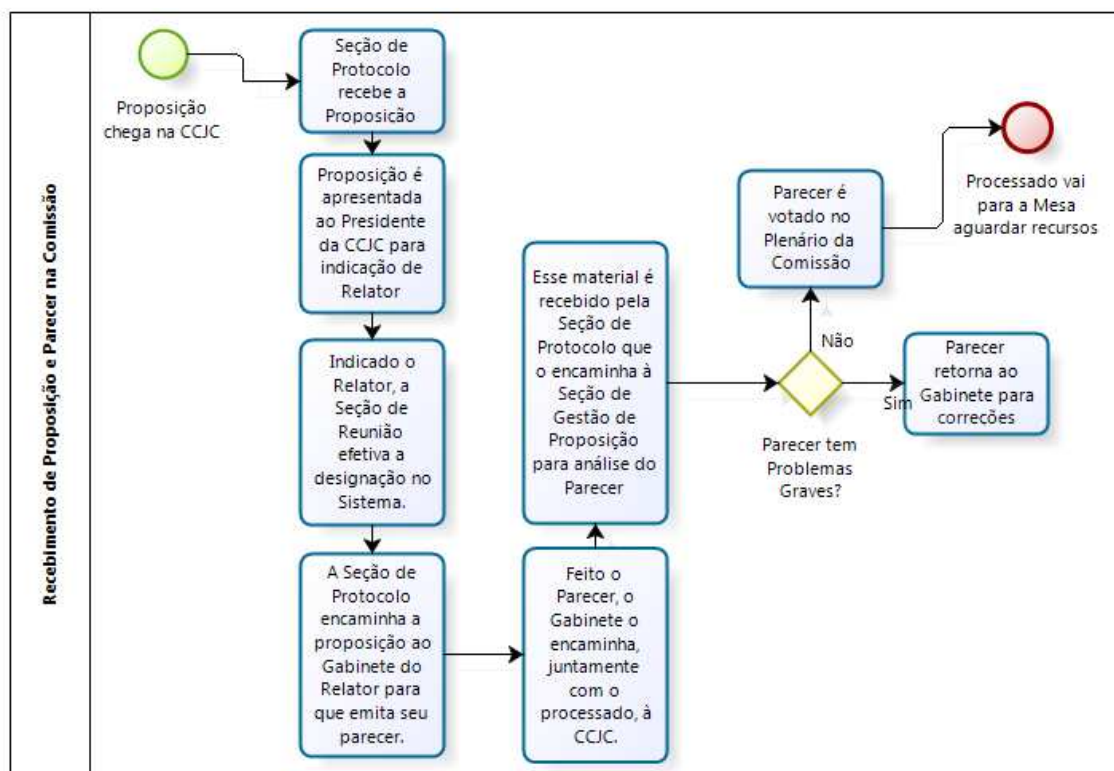 Recebimento de Proposição e Parecer na Comissão
Proposição
chega na CCJC
Seção de
Protocolo
recebe a
Proposição
Proposição é
apresentada
ao Presidente
da CCJC para
indicação de
Relator
Indicado o
Relator, a
Seção de
Reunião
efetiva a
designação no
Sistema.
A Seção de
Protocolo
encaminha a
proposição ao
Gabinete do
Relator para
que emita seu
parecer.
Feito o
Parecer, o
Gabinete o
encaminha,
juntamente
com o
processado, à
CCJC.
Esse material é
recebido pela
Seção de
Protocolo que
o encaminha à
Seção de
Gestão de
Proposição
para análise do
Parecer
Parecer tem
Problemas
Graves?
Não
Parecer é
votado no
Plenário da
Comissão
Processado vai
para a Mesa
aguardar recursos
Sim
Parecer
retorna ao
Gabinete para
correções